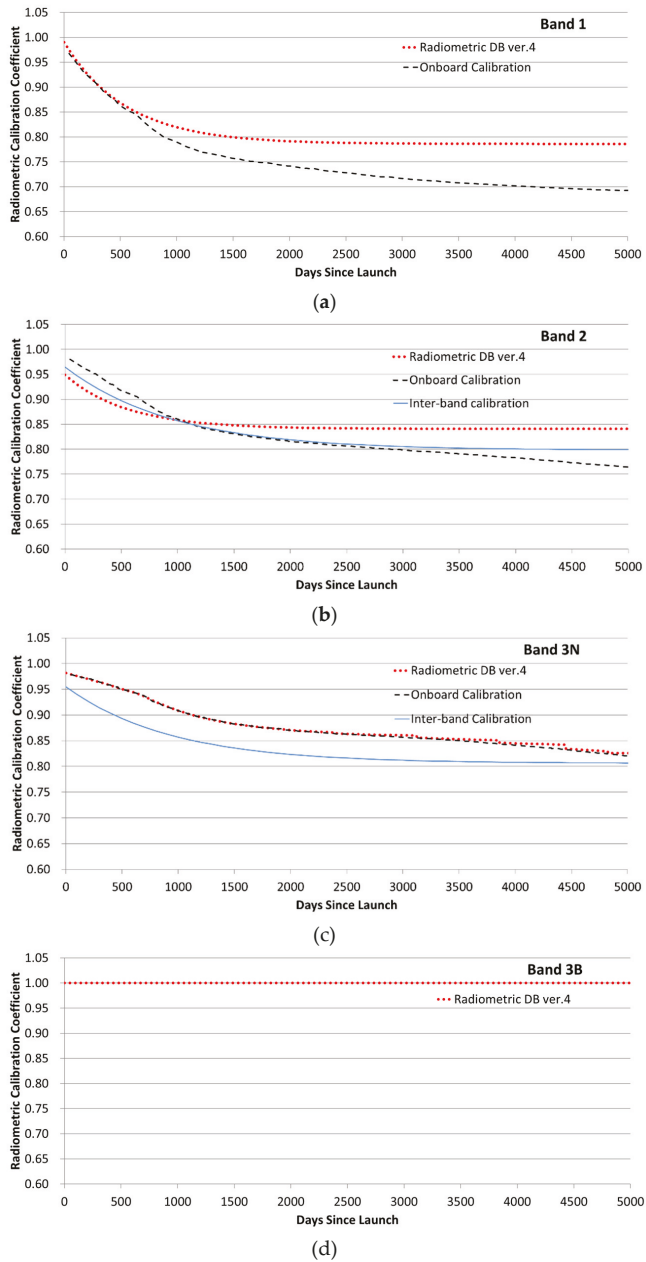 Radiometric Calibration Coefficient
1.05
1.00
0.95
0.90
0.85
0.80
0.75
0.70
0.65
0.60
Band 1
Radiometric DB ver.4
Onboard Calibration
0 500 1000 1500 2000 2500 3000 3500 4000 4500 5000
Days Since Launch
(a)
Radiometric Calibration Coefficient
1.05
1.00
0.95
0.90
0.85
0.80
0.75
0.70
0.65
0.60
Band 2
Radiometric DB ver.4
Onboard Calibration
Inter-band calibration
0 500 1000 1500 2000 2500 3000 3500 4000 4500 5000
Days Since Launch
(b)
Radiometric Calibration Coefficient
1.05
1.00
0.95
0.90
0.85
0.80
0.75
0.70
0.65
0.60
Band 3N
Radiometric DB ver.4
Onboard Calibration
Inter-band Calibration
0 500 1000 1500 2000 2500 3000 3500 4000 4500 5000
Days Since Launch
(c)
Radiometric Calibration Coefficient
1.05
1.00
0.95
0.90
0.85
0.80
0.75
0.70
0.65
0.60
Band 3B
Radiometric DB ver.4
0 500 1000 1500 2000 2500 3000 3500 4000 4500 5000
Days Since Launch
(d)